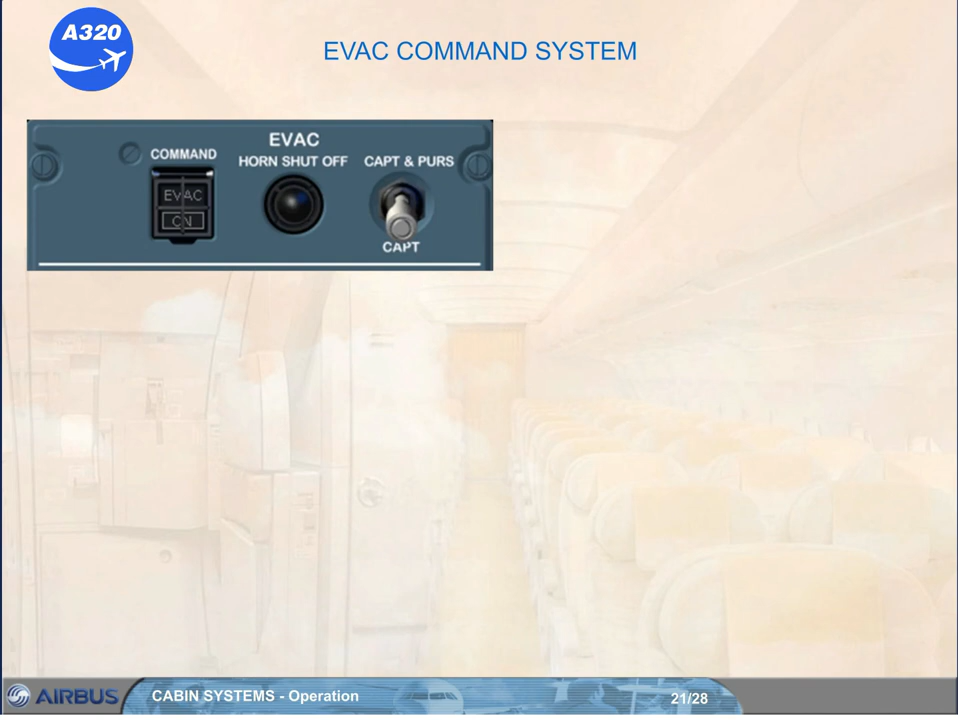 A320
EVAC COMMAND SYSTEM
EVAC
COMMAND
HORN SHUT OFF
CAPT & PURS
EVAC
ON
CAPT
AIRBUS
CABIN SYSTEMS - Operation
21/28